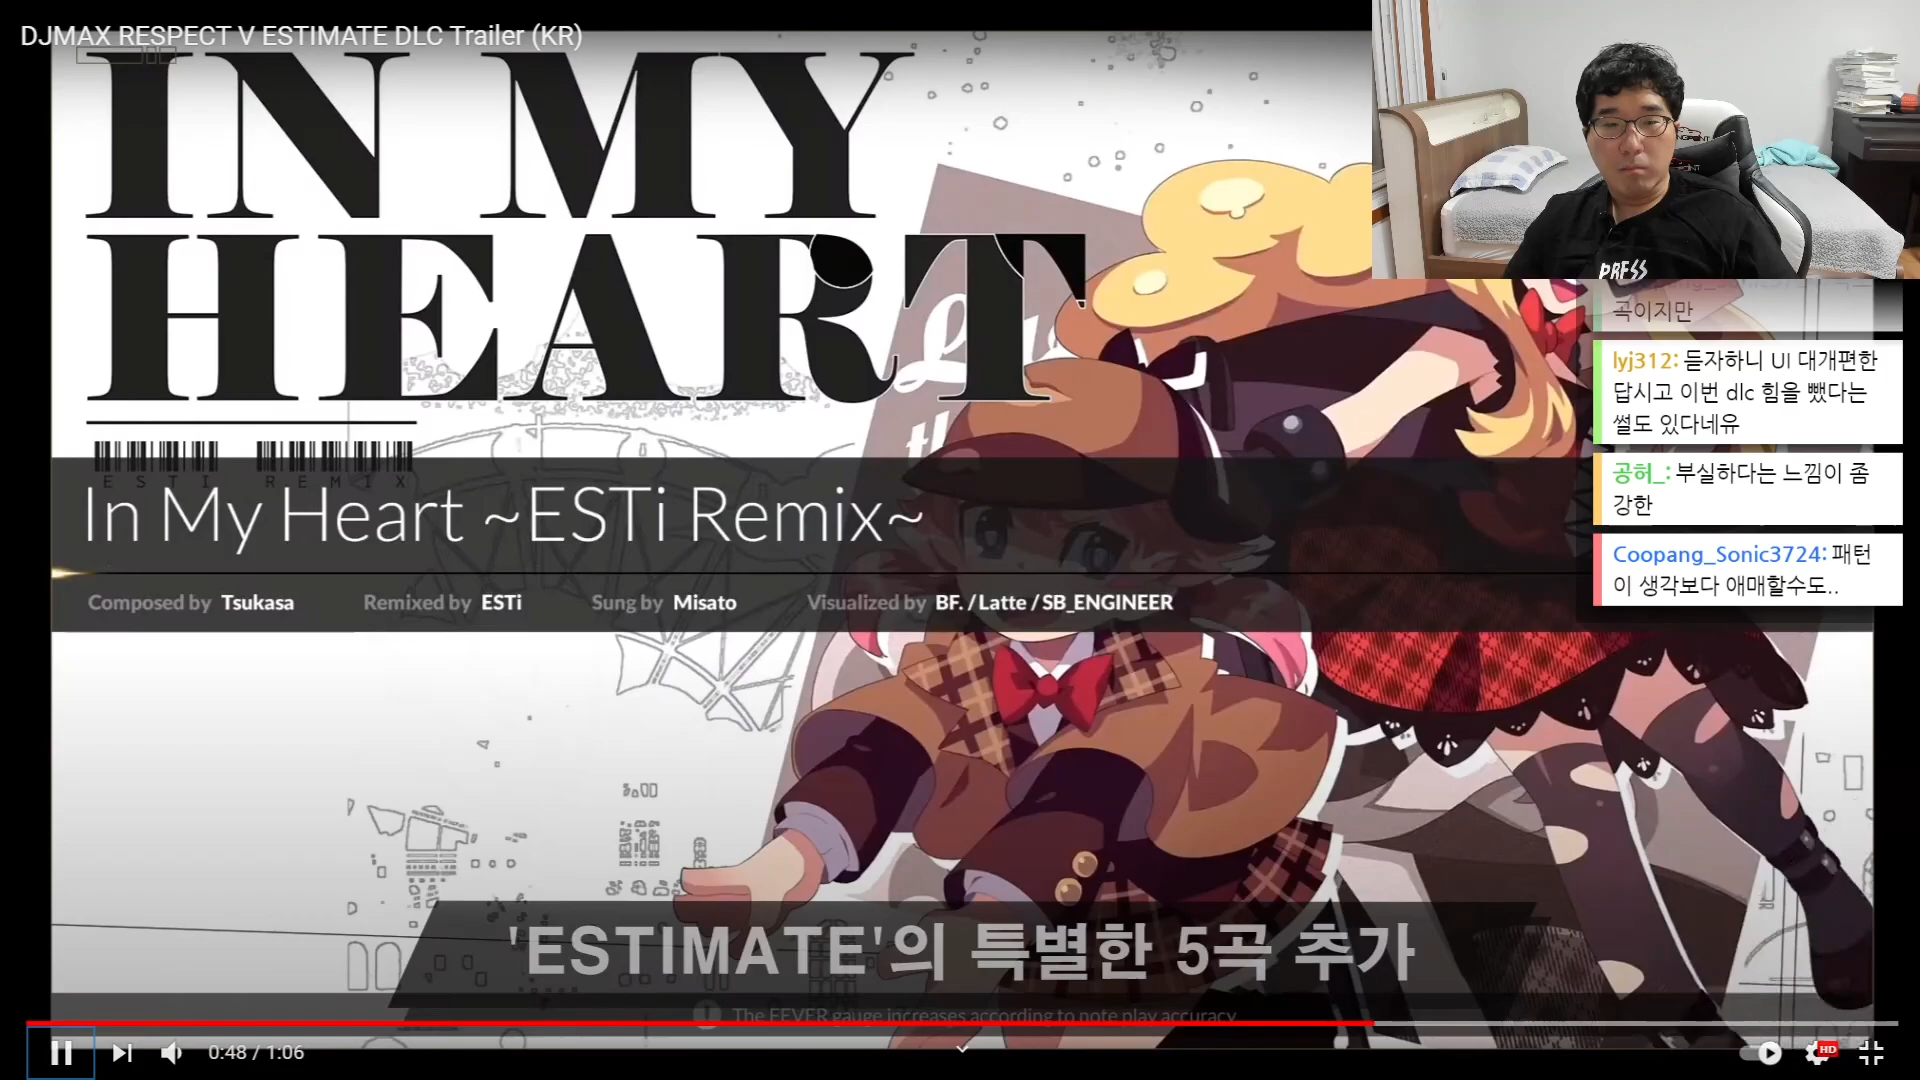 DJMAX RESPECT V ESTIMATE DLC Trailer (KR)
IN MY
HEART
ESTI REMIX
In My Heart ~ESTi Remix~
Composed by Tsukasa Remixed by ESTi Sung by Misato Visualized by BF. / Latte / SB_ENGINEER
PRESS
곡이지만
lyj312: 듣자하니 UI 대개편한
답시고 이번 dlc 힘을 뺐다는
썰도 있다네유
공허_: 부실하다는 느낌이 좀
강한
Coopang_Sonic3724: 패턴
이 생각보다 애매할수도..
'ESTIMATE'의 특별한 5곡 추가
The FEVER gauge increases according to note play accuracy
0:48 / 1:06
HD